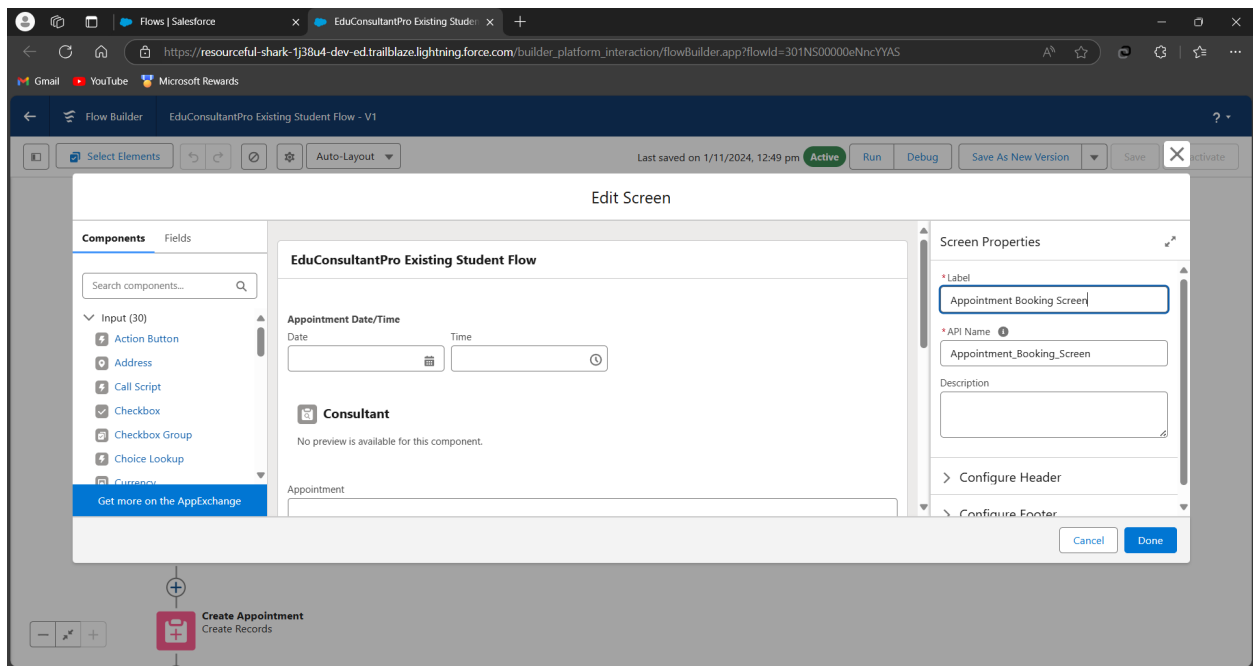 Flows | Salesforce
EduConsultantPro Existing Studen
https://resourceful-shark-1j38u4-dev-ed.trailblaze.lightning.force.com/builder_platform_interaction/flowBuilder.app?flowId=301NS00000eNncYYAS
Gmail YouTube Microsoft Rewards
Flow Builder EduConsultantPro Existing Student Flow - V1 ?
Select Elements Auto-Layout Last saved on 1/11/2024, 12:49 pm Active Run Debug Save As New Version Save activate
Edit Screen
Components Fields
Search components...
Input (30)
Action Button
Address
Call Script
Checkbox
Checkbox Group
Choice Lookup
Currency
Get more on the AppExchange
EduConsultantPro Existing Student Flow
Appointment Date/Time
Date Time
Consultant
No preview is available for this component.
Appointment
Screen Properties
* Label
Appointment Booking Screen
* API Name
Appointment_Booking_Screen
Description
Configure Header
Configure Footer
Cancel Done
Create Appointment
Create Records